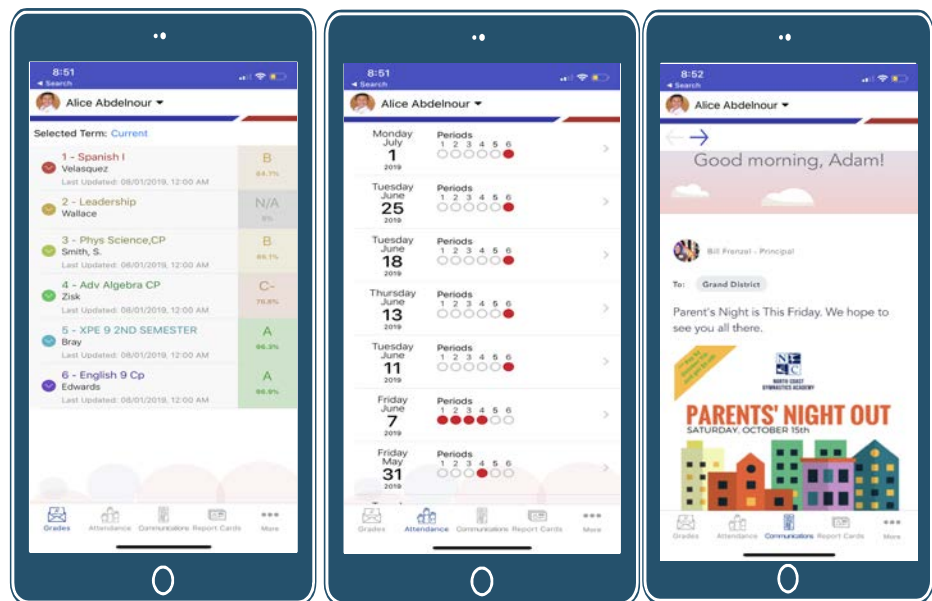 8:51
Search
Alice Abdelnour
Selected Term: Current
1 - Spanish I
B
Velasquez
84.7%
Last Updated: 08/01/2019, 12:00 AM
2 - Leadership
N/A
Wallace
0%
3 - Phys Science,CP
B
Smith, S.
Last Updated: 08/01/2019, 12:00 AM
4 - Adv Algebra CP
C-
Zisk
70.8%
Last Updated: 08/01/2019, 12:00 AM
5 - XPE 9 2ND SEMESTER
A
Bray
96.3%
Last Updated: 08/01/2019, 12:00 AM
6 - English 9 Cp
A
Edwards
Last Updated: 08/01/2019, 12:00 AM
Grades Attendance Communications Report Cards More
8:51
Search
Alice Abdelnour
Monday
July
1
2019
Periods
1 2 3 4 5 6
Tuesday
June
25
2019
Periods
1 2 3 4 5 6
Tuesday
June
18
2019
Periods
1 2 3 4 5 6
Thursday
June
13
2019
Periods
1 2 3 4 5 6
Tuesday
June
11
2019
Periods
1 2 3 4 5 6
Friday
June
7
2019
Periods
1 2 3 4 5 6
Friday
May
31
2019
Periods
1 2 3 4 5 6
Grades Attendance Communications Report Cards More
8:52
Search
Alice Abdelnour
Good morning, Adam!
Bill Frenzel - Principal
To: Grand District
Parent's Night is This Friday. We hope to
see you all there.
NORTH COAST
GYMNASTICS ACADEMY
PARENTS' NIGHT OUT
SATURDAY, OCTOBER 15th
Grades Attendance Communications Report Cards More